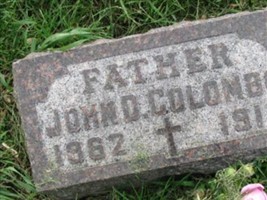 FATHER
JOHN D. COLOMB
1862 191